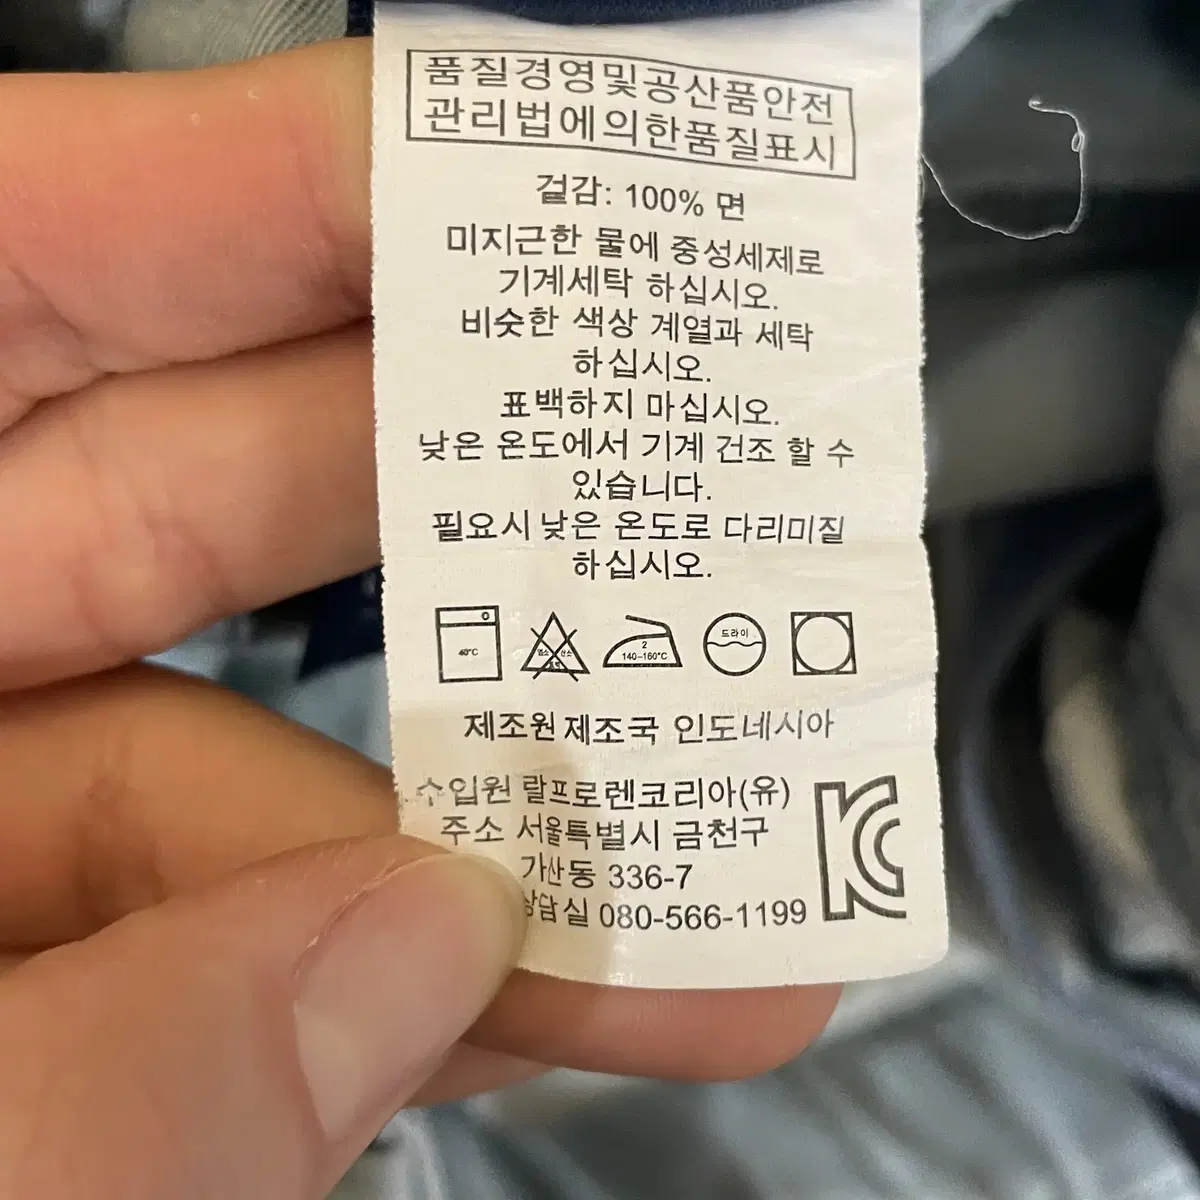 품질경영및공산품안전
관리법에의한품질표시
겉감: 100% 면
미지근한 물에 중성세제로
기계세탁 하십시오.
비슷한 색상 계열과 세탁
하십시오.
표백하지 마십시오.
낮은 온도에서 기계 건조 할 수
있습니다.
필요시 낮은 온도로 다리미질
하십시오.
40°C
염소 산소
표백
2
140-160°C
드라이
제조원 제조국 인도네시아
수입원 랄프로렌코리아(유)
주소 서울특별시 금천구
가산동 336-7
상담실 080-566-1199